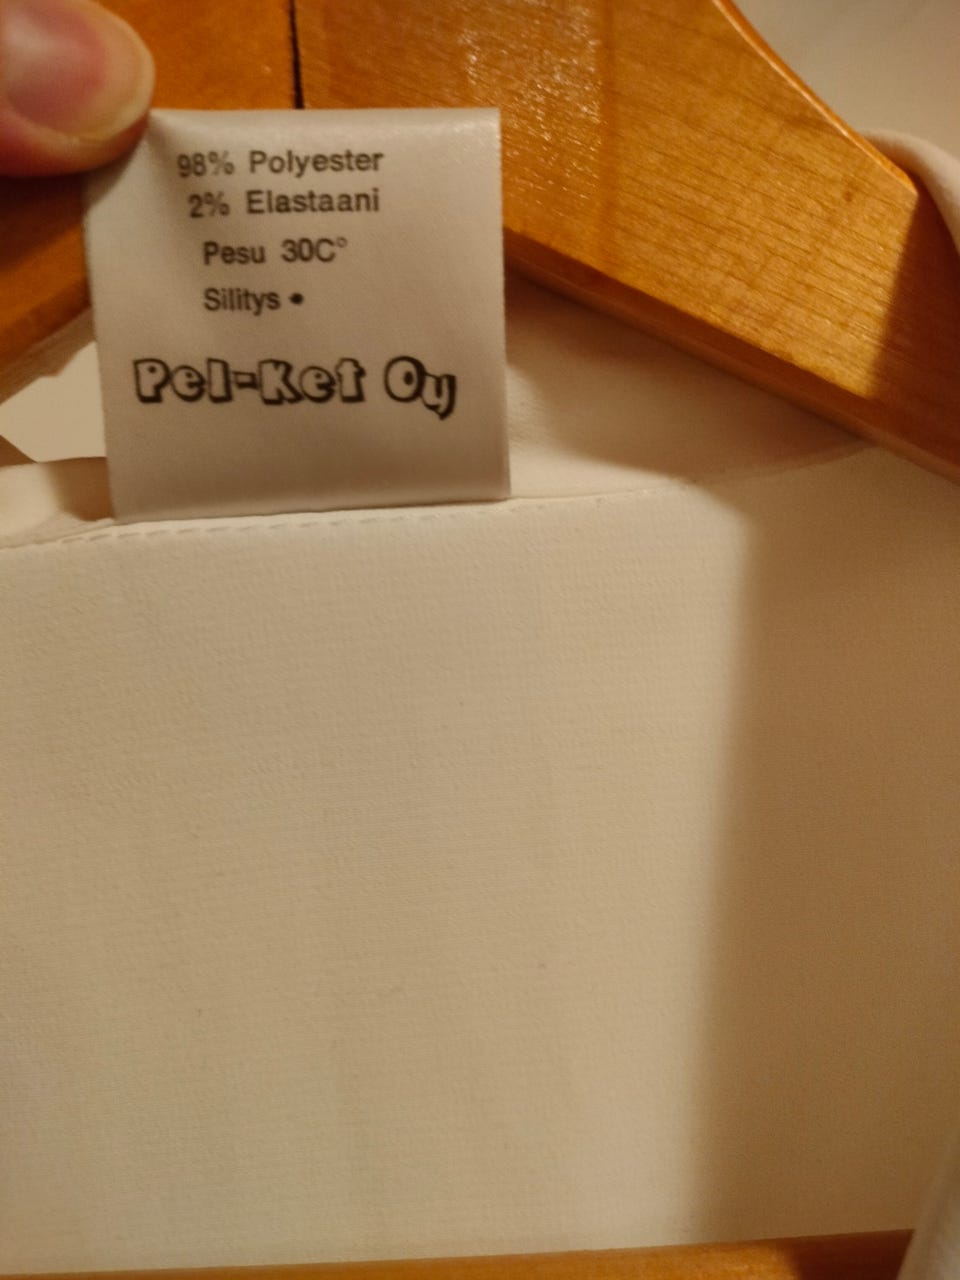 98% Polyester
2% Elastaani
Pesu 30C°
Silitys •
Pel-Ket Oy